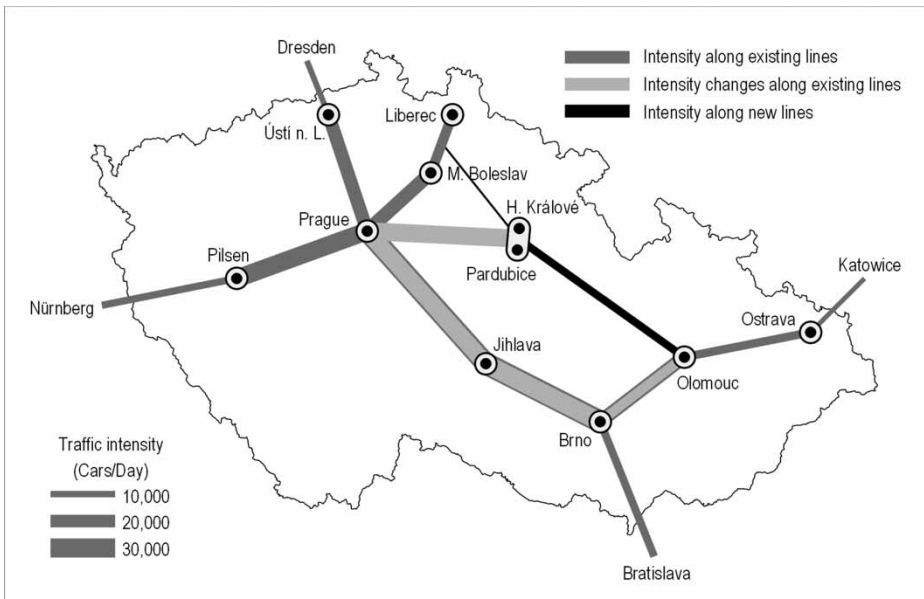 Dresden
Intensity along existing lines
Intensity changes along existing lines
Intensity along new lines
Liberec
Ústí n. L.
M. Boleslav
H. Králové
Prague
Pilsen
Pardubice
Katowice
Nürnberg
Ostrava
Jihlava
Olomouc
Brno
Traffic intensity
(Cars/Day)
10,000
20,000
30,000
Bratislava